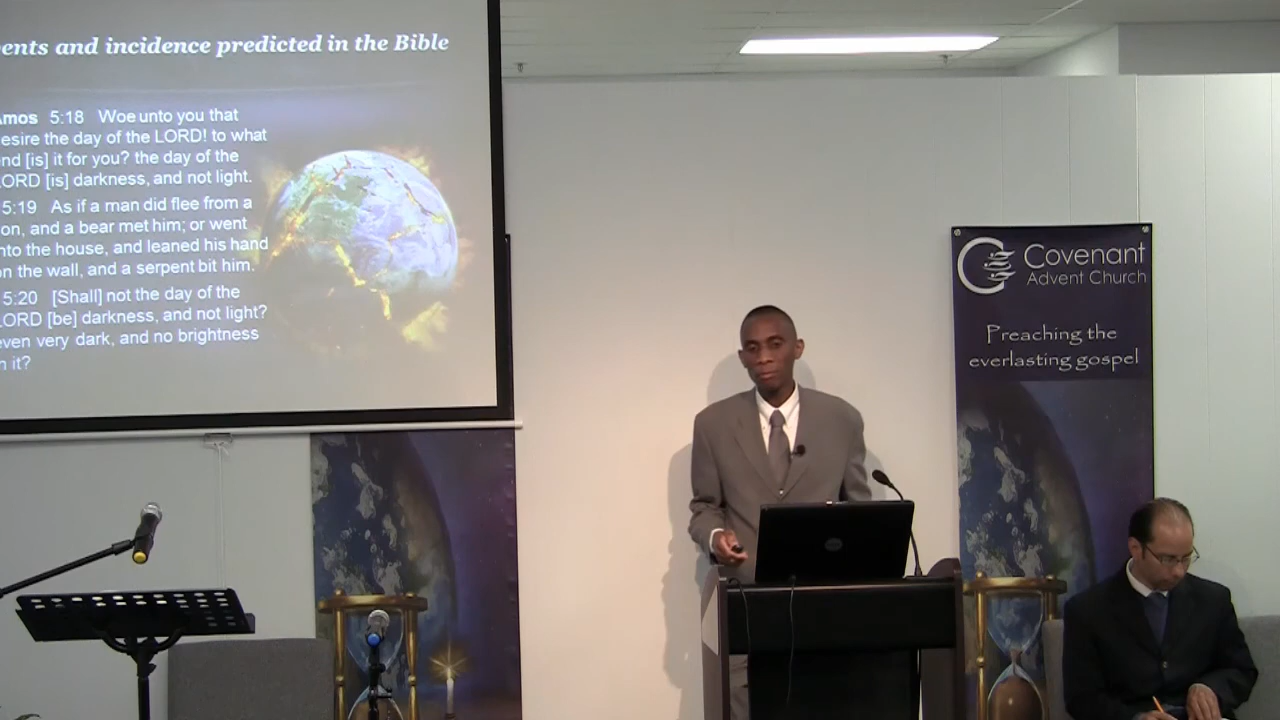 ents and incidence predicted in the Bible
Amos 5:18 Woe unto you that
esire the day of the LORD! to what
nd [is] it for you? the day of the
LORD [is] darkness, and not light.
5:19 As if a man did flee from a
on, and a bear met him; or went
nto the house, and leaned his hand
on the wall, and a serpent bit him.
5:20 [Shall] not the day of the
LORD [be] darkness, and not light?
even very dark, and no brightness
n it?
Covenant
Advent Church
Preaching the
everlasting gospel